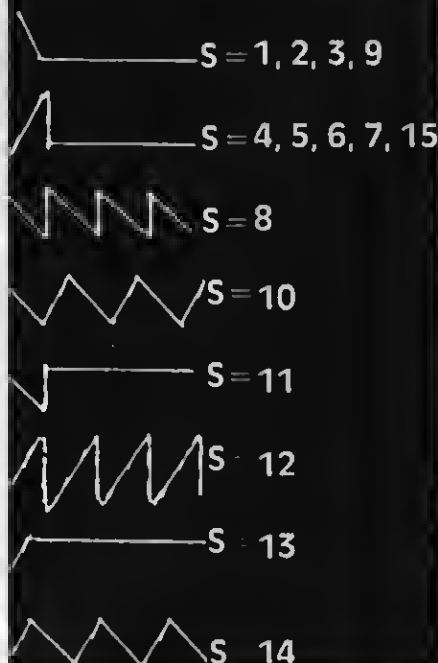 S = 1, 2, 3, 9
S = 4, 5, 6, 7, 15
S = 8
S = 10
S = 11
S - 12
S - 13
S 14